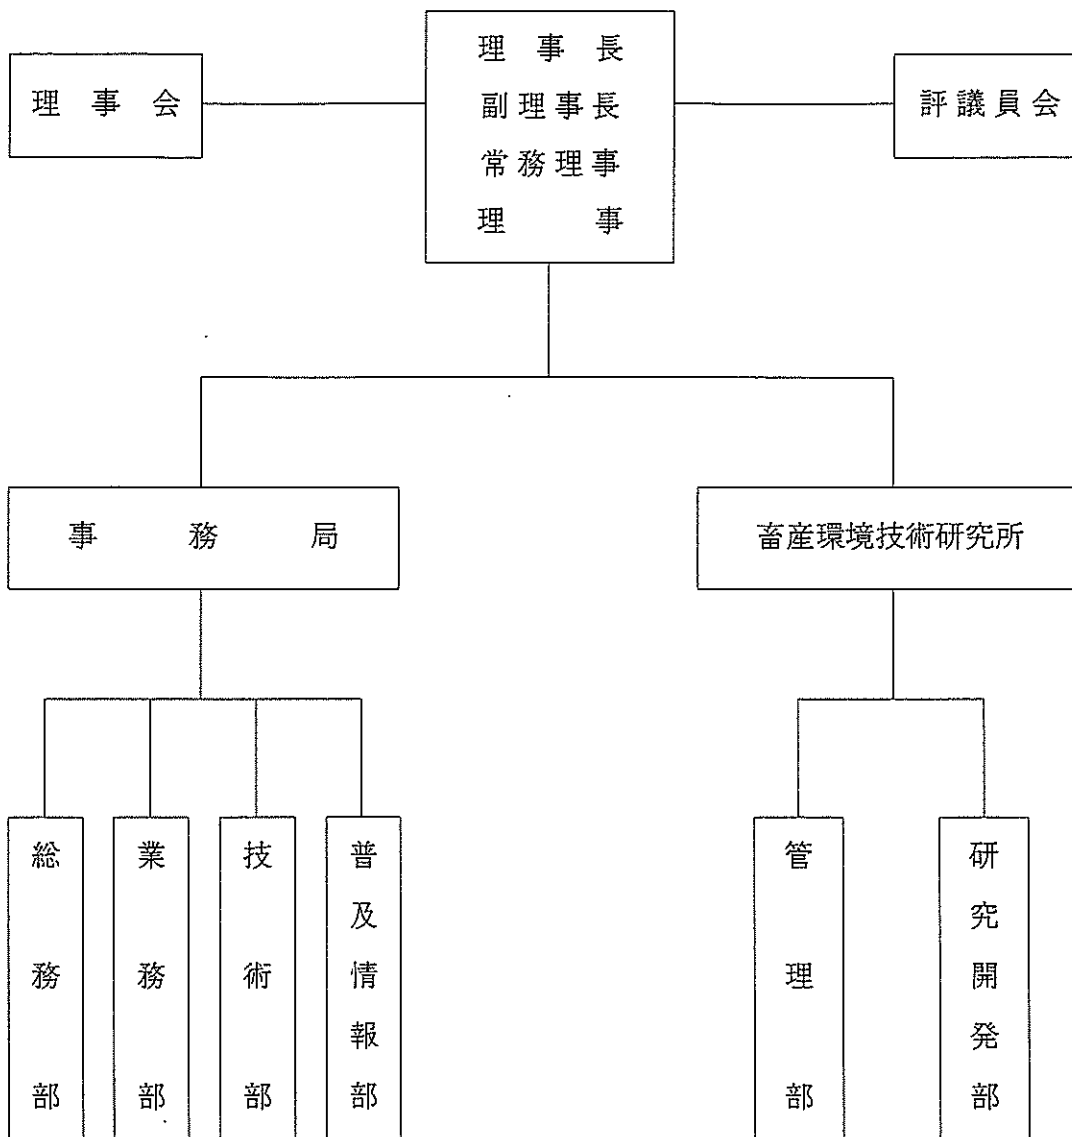 理事会
理事長
副理事長
常務理事
理事
評議員会
事務局
畜産環境技術研究所
総務部
業務部
技術部
普及情報部
管理部
研究開発部